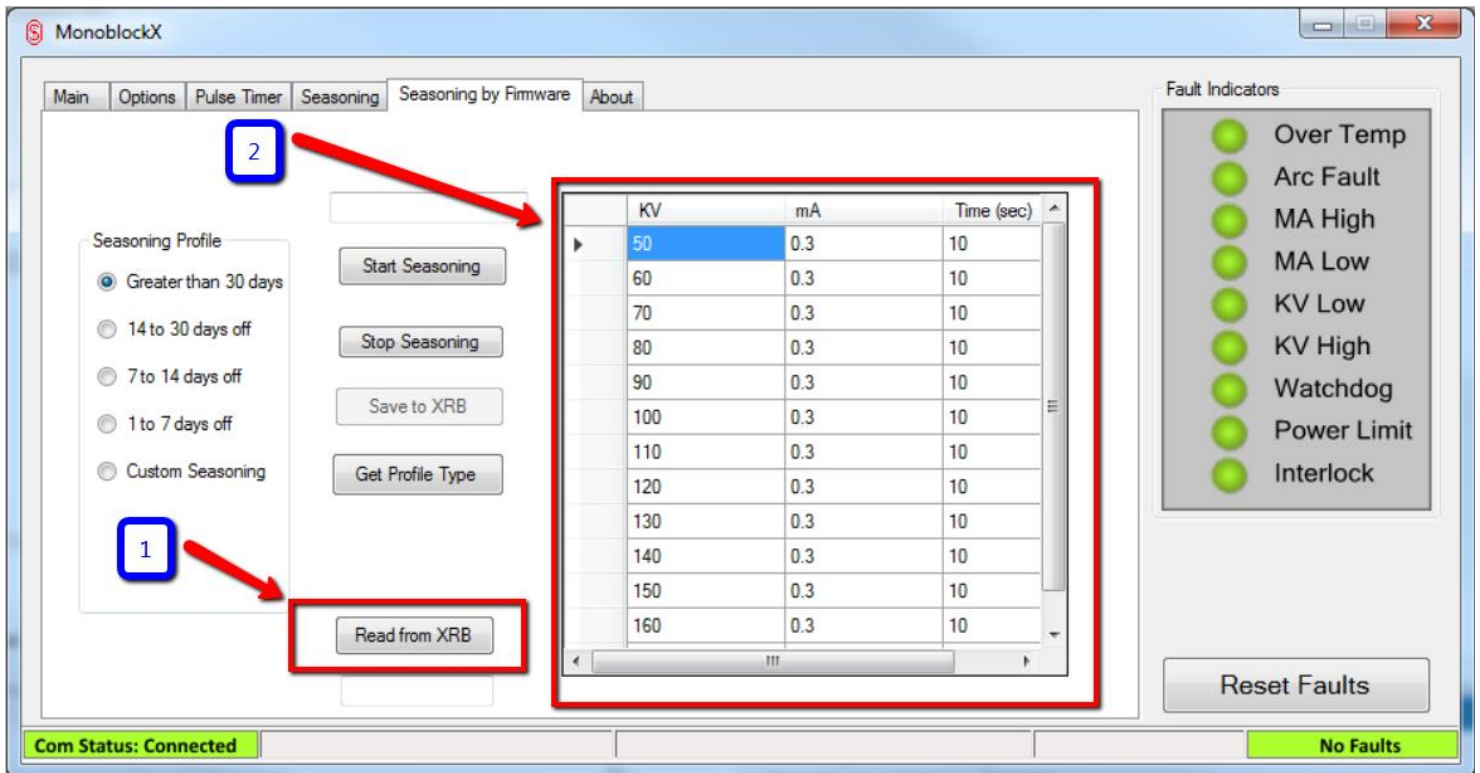 MonoblockX
Main Options Pulse Timer Seasoning Seasoning by Firmware About
2
Seasoning Profile
Greater than 30 days
14 to 30 days off
7 to 14 days off
1 to 7 days off
Custom Seasoning
1
Start Seasoning
Stop Seasoning
Save to XRB
Get Profile Type
Read from XRB
KV mA Time (sec)
50 0.3 10
60 0.3 10
70 0.3 10
80 0.3 10
90 0.3 10
100 0.3 10
110 0.3 10
120 0.3 10
130 0.3 10
140 0.3 10
150 0.3 10
160 0.3 10
Fault Indicators
Over Temp
Arc Fault
MA High
MA Low
KV Low
KV High
Watchdog
Power Limit
Interlock
Reset Faults
Com Status: Connected
No Faults